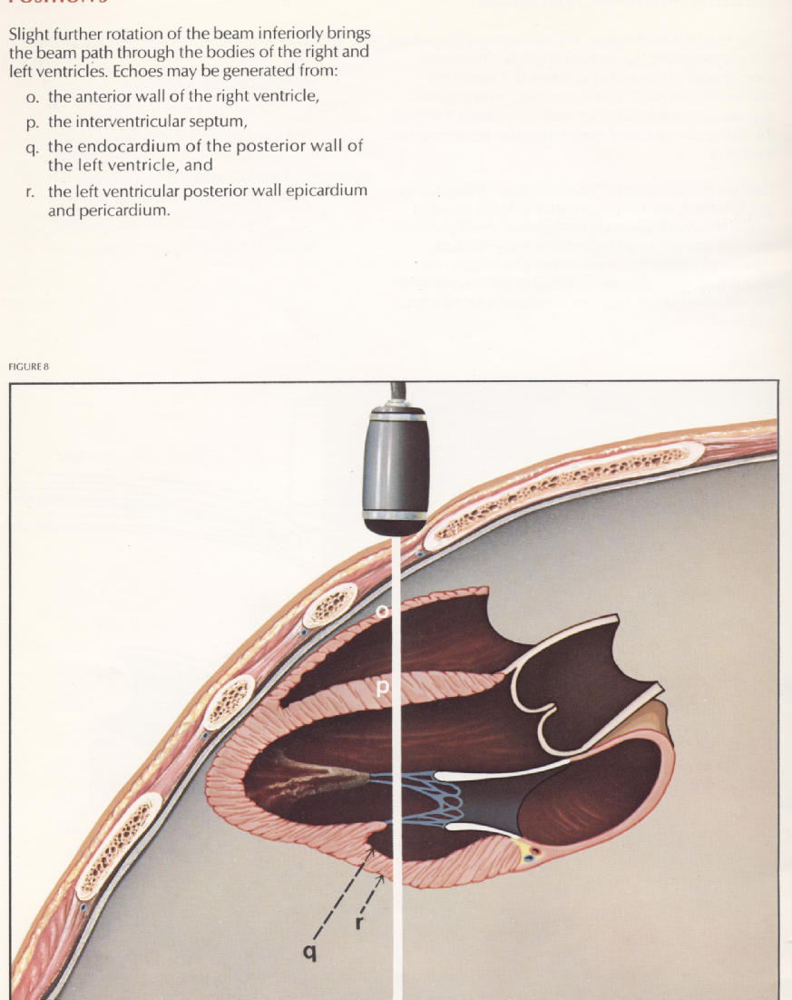 Slight further rotation of the beam inferiorly brings
the beam path through the bodies of the right and
left ventricles. Echoes may be generated from:
o. the anterior wall of the right ventricle,
p. the interventricular septum,
q. the endocardium of the posterior wall of
the left ventricle, and
r. the left ventricular posterior wall epicardium
and pericardium.
FIGURE 8
o
p
r
q